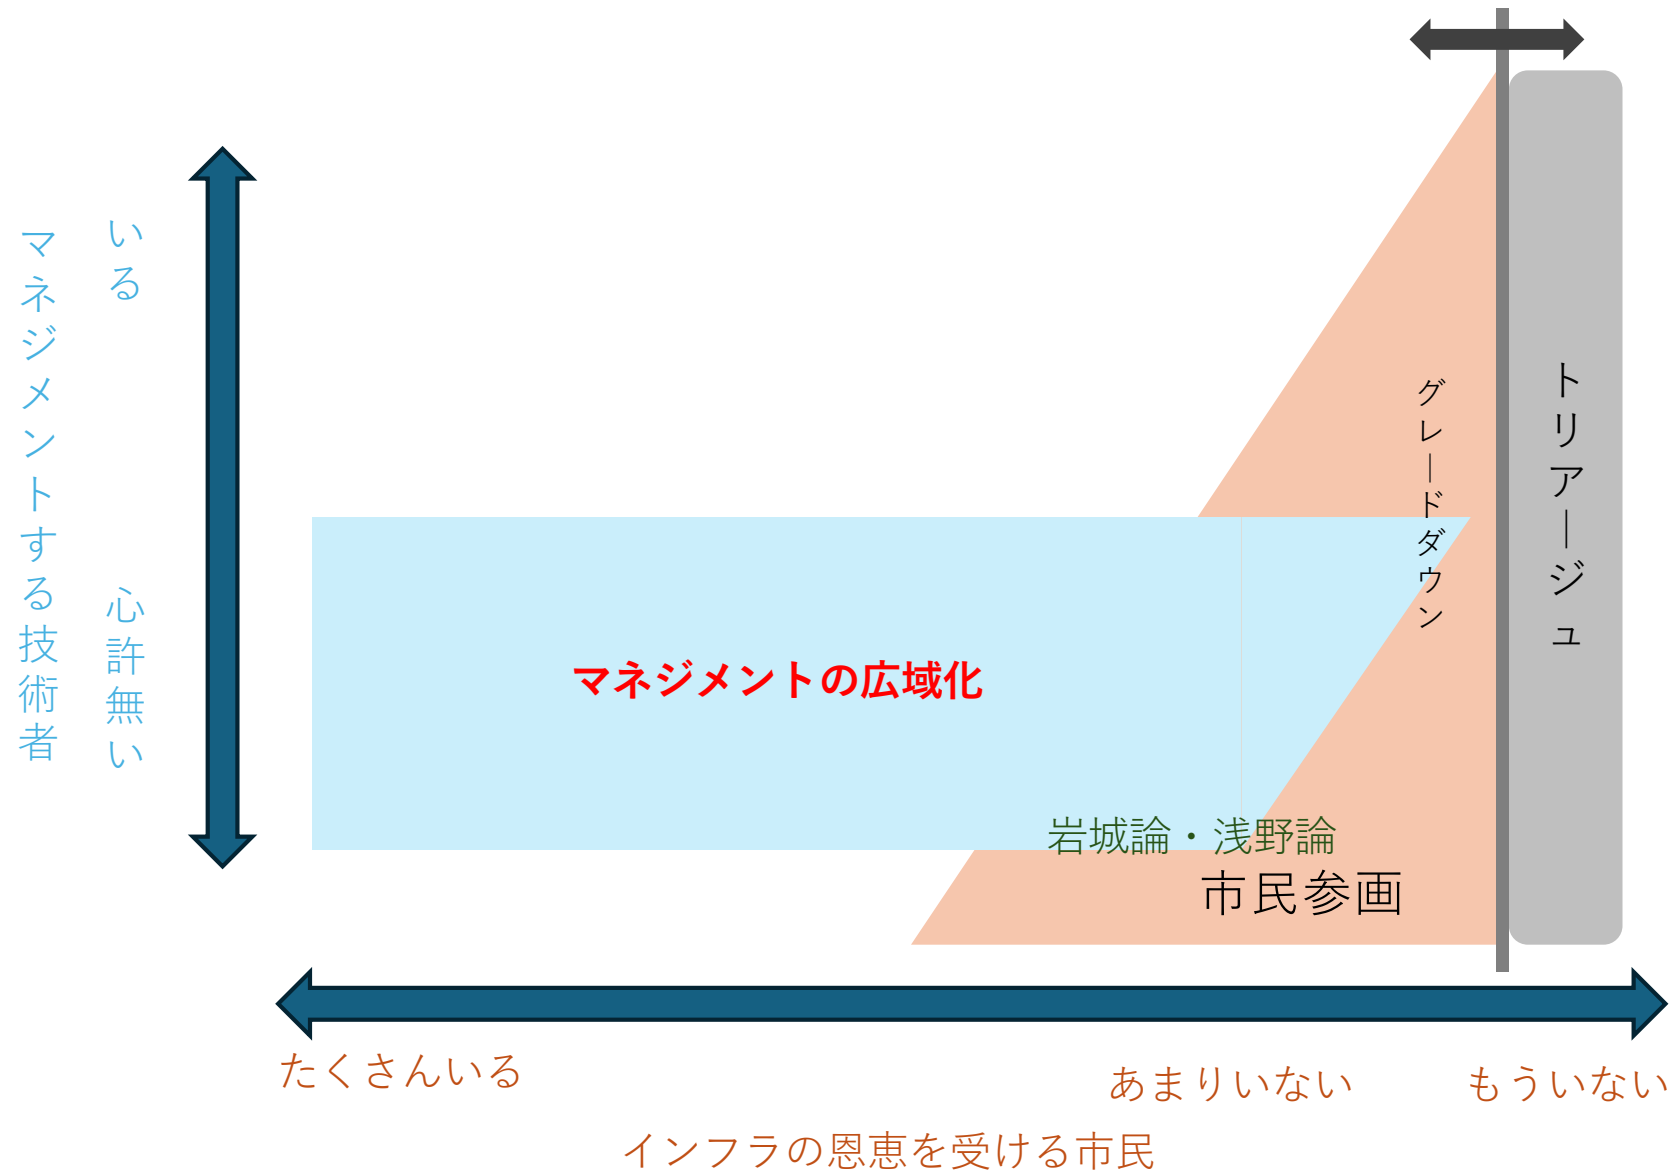 マネジメントする技術者
いる
心許無い
グレードダウン
トリアージュ
マネジメントの広域化
岩城論・浅野論
市民参画
たくさんいる
あまりいない
もういない
インフラの恩恵を受ける市民